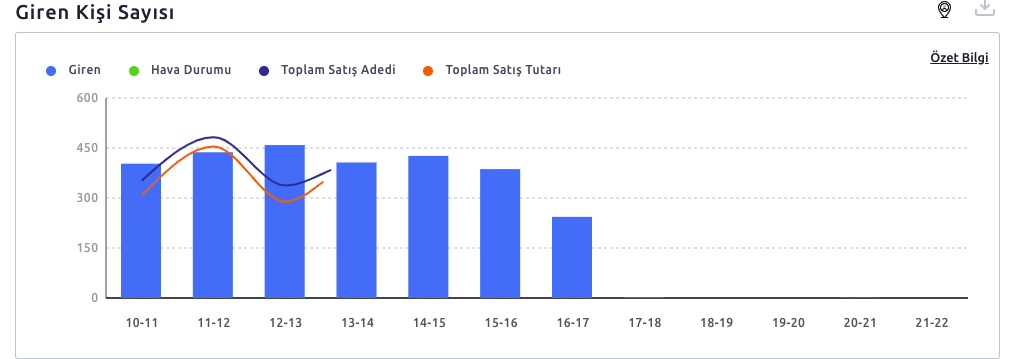 Giren Kişi Sayısı
Özet Bilgi
Giren Hava Durumu Toplam Satış Adedi Toplam Satış Tutarı
600
450
300
150
0
10-11 11-12 12-13 13-14 14-15 15-16 16-17 17-18 18-19 19-20 20-21 21-22